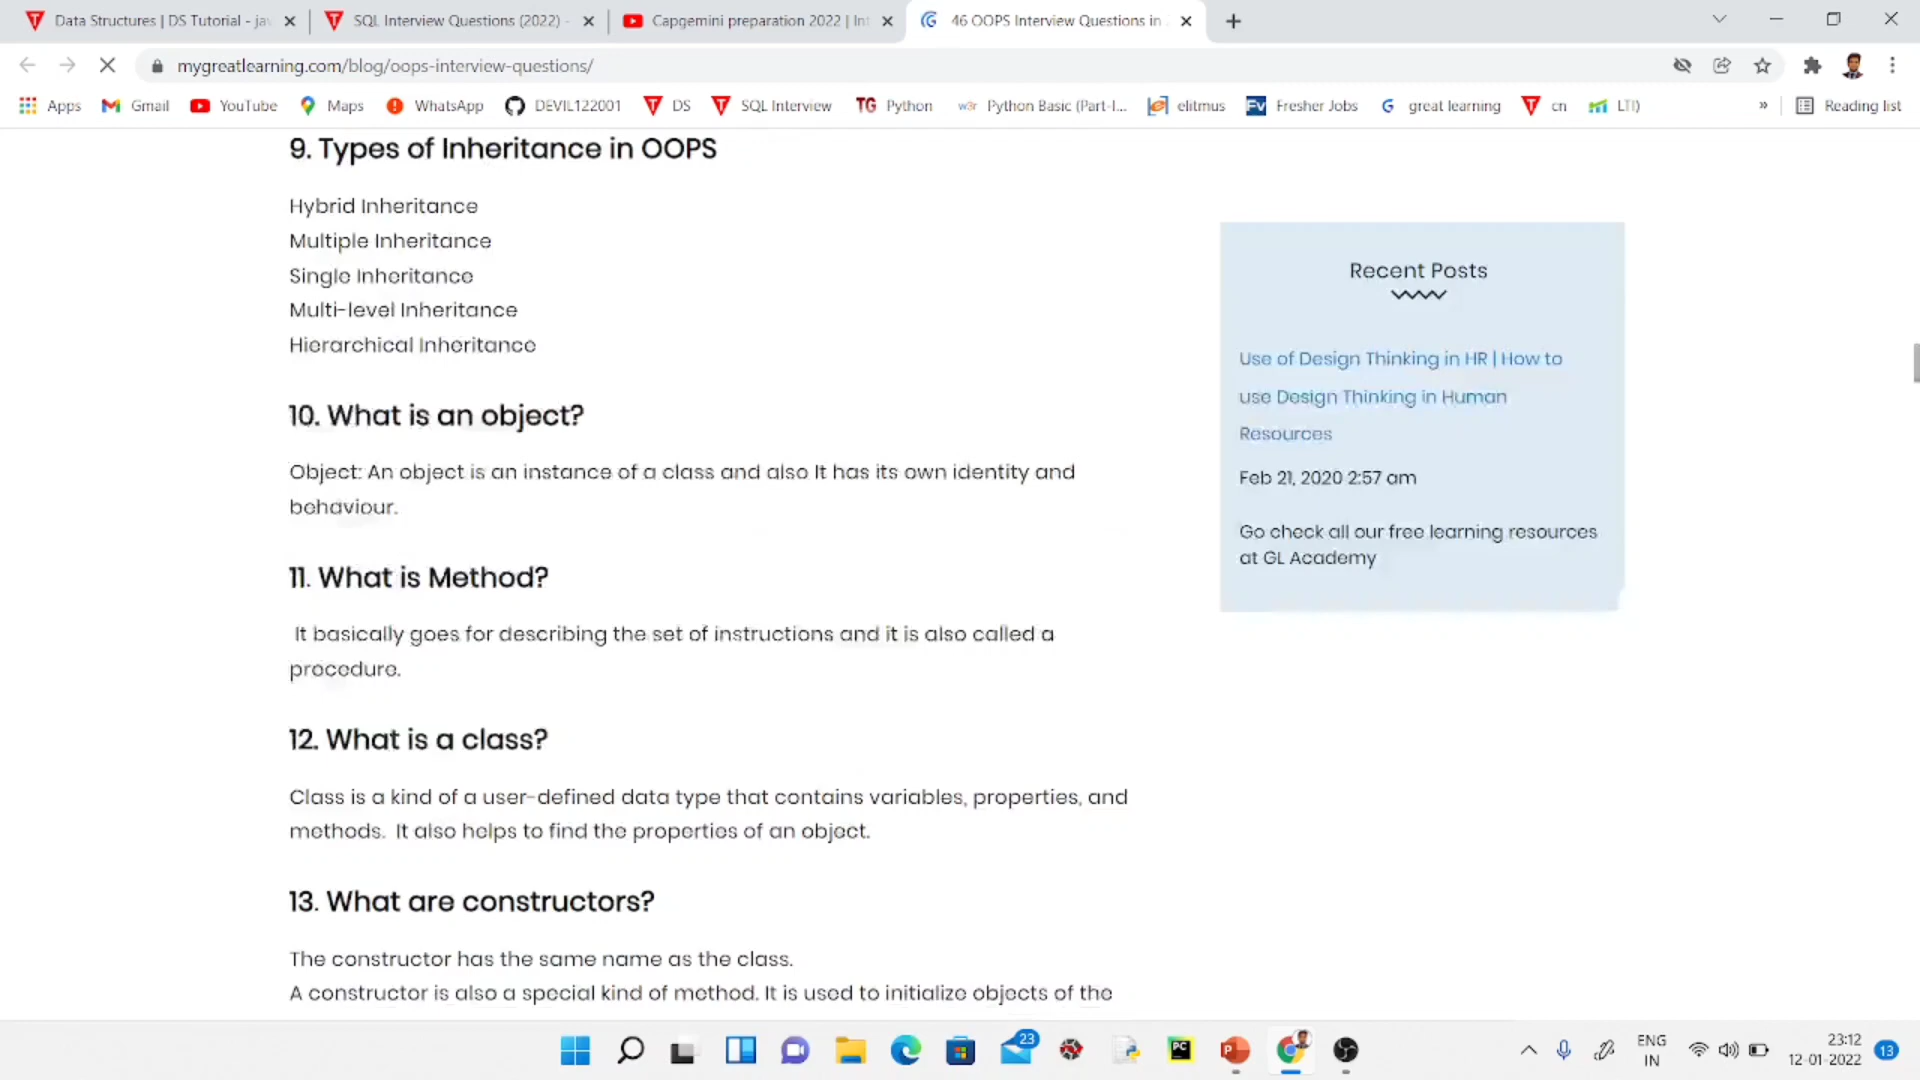 Data Structures | DS Tutorial - jav
SQL Interview Questions (2022) -
Capgemini preparation 2022 | Int
46 OOPS Interview Questions in
mygreatlearning.com/blog/oops-interview-questions/
Apps
Gmail
YouTube
Maps
WhatsApp
DEVIL122001
DS
SQL Interview
TG Python
w3r Python Basic (Part-I...
elitmus
Fv Fresher Jobs
great learning
cn
LTI)
»
Reading list
9. Types of Inheritance in OOPS
Hybrid Inheritance
Multiple Inheritance
Single Inheritance
Multi-level Inheritance
Hierarchical Inheritance
10. What is an object?
Object: An object is an instance of a class and also It has its own identity and
behaviour.
11. What is Method?
It basically goes for describing the set of instructions and it is also called a
procedure.
12. What is a class?
Class is a kind of a user-defined data type that contains variables, properties, and
methods. It also helps to find the properties of an object.
13. What are constructors?
The constructor has the same name as the class.
A constructor is also a special kind of method. It is used to initialize objects of the
Recent Posts
Use of Design Thinking in HR | How to
use Design Thinking in Human
Resources
Feb 21, 2020 2:57 am
Go check all our free learning resources
at GL Academy
23
PC
P
ENG
IN
23:12
12-01-2022
13